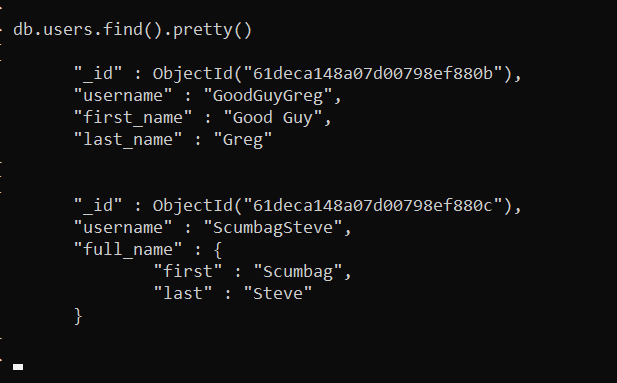 db.users.find().pretty()
"_id" : ObjectId("61deca148a07d00798ef880b"),
"username" : "GoodGuyGreg",
"first_name" : "Good Guy",
"last_name" : "Greg"
"_id" : ObjectId("61deca148a07d00798ef880c"),
"username" : "ScumbagSteve",
"full_name" : {
"first" : "Scumbag",
"last" : "Steve"
}